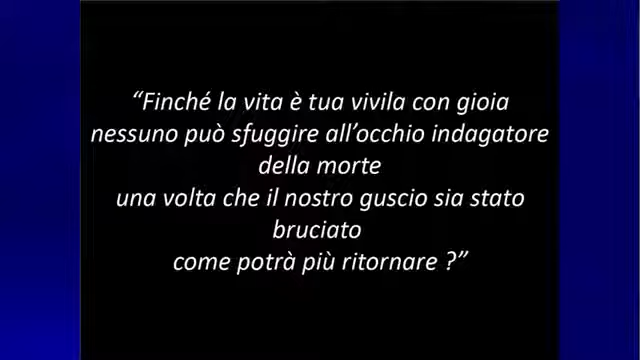 “Finché la vita è tua vivila con gioia
nessuno può sfuggire all’occhio indagatore
della morte
una volta che il nostro guscio sia stato
bruciato
come potrà più ritornare ?”